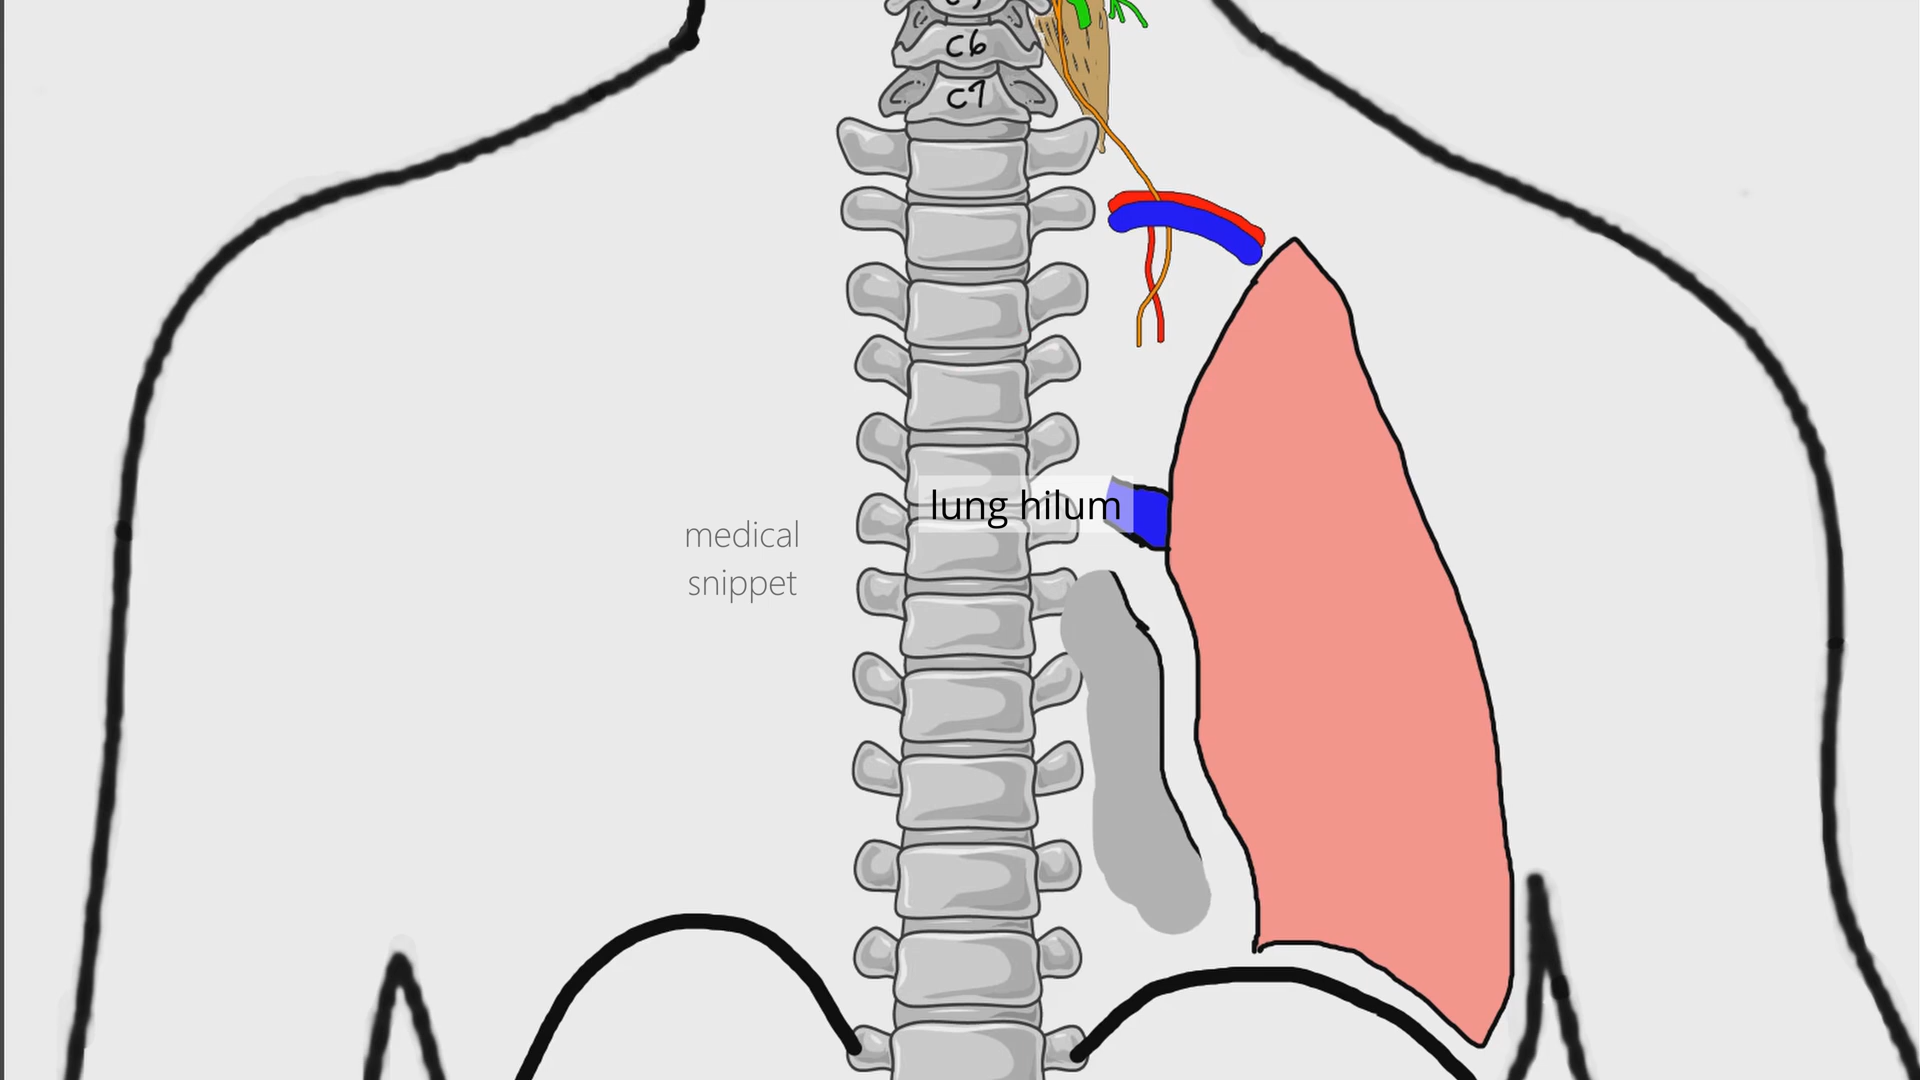 C6
C7
lung hilum
medical
snippet